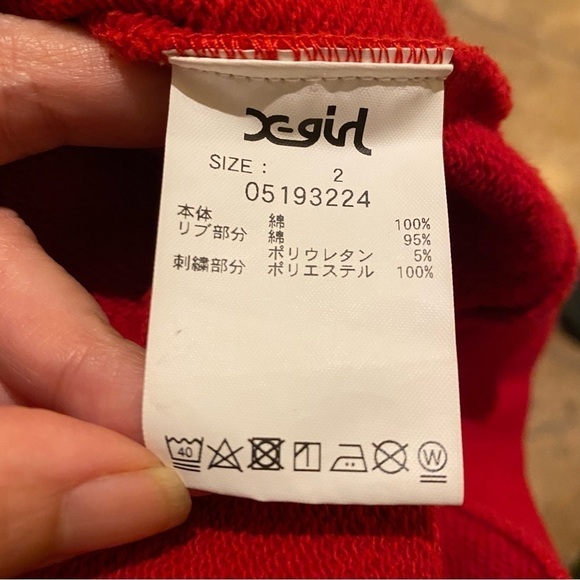 X-girl
SIZE : 2
05193224
本体 綿 100%
リブ部分 綿 95%
ポリウレタン 5%
刺繍部分 ポリエステル 100%
40
W